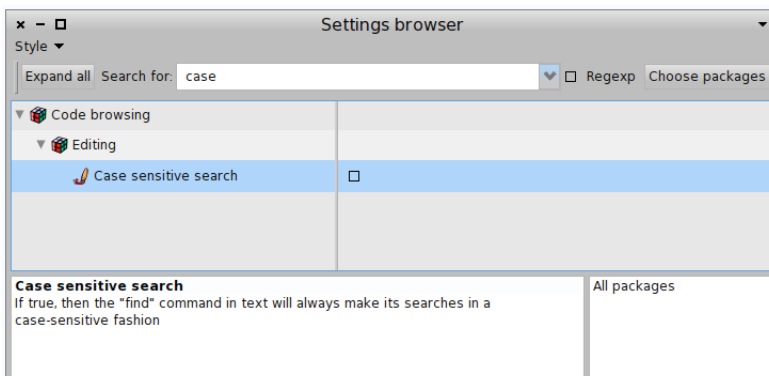 Settings browser
Style
Expand all Search for: case Regexp Choose packages
Code browsing
Editing
Case sensitive search
Case sensitive search
If true, then the "find" command in text will always make its searches in a
case-sensitive fashion
All packages